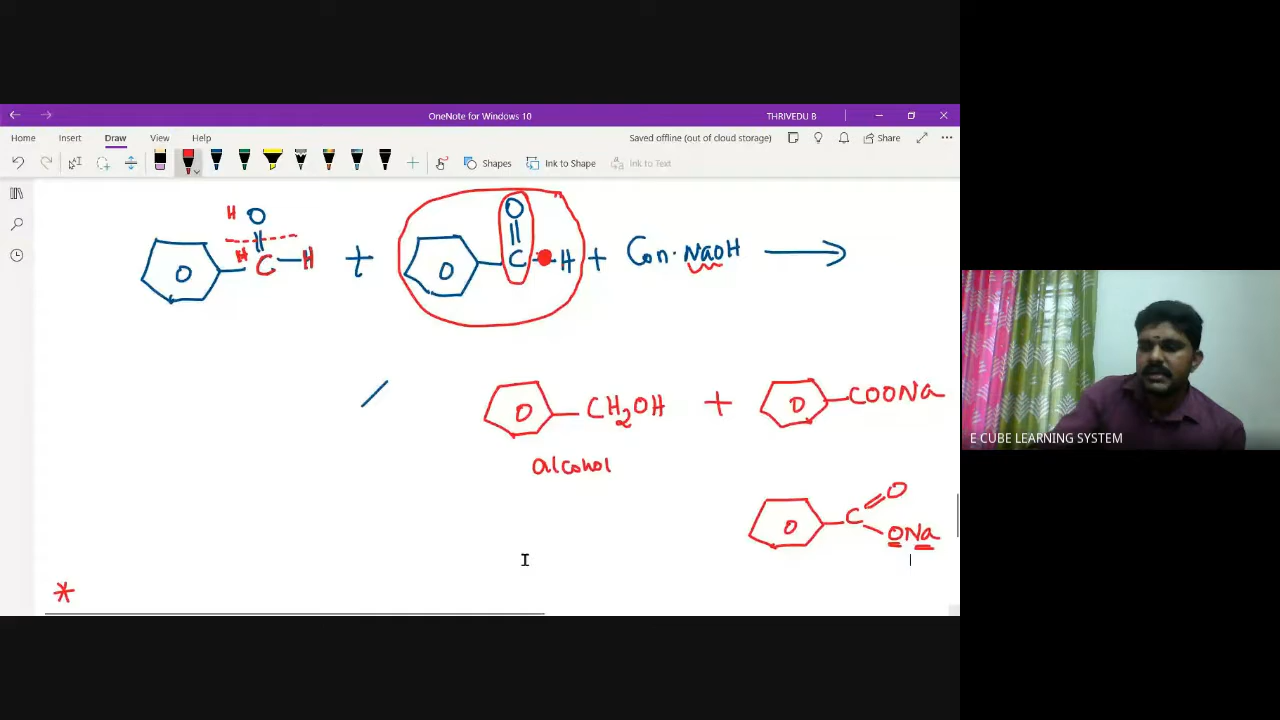 OneNote for Windows 10
THRIVEDU B
Home Insert Draw View Help
Saved offline (out of cloud storage)
Share
Shapes
Ink to Shape
Ink to Text
H O O
H C H + O C H + Con. NaOH
O CH2OH + O COONa
alcohol
O C O ONa
*
E CUBE LEARNING SYSTEM